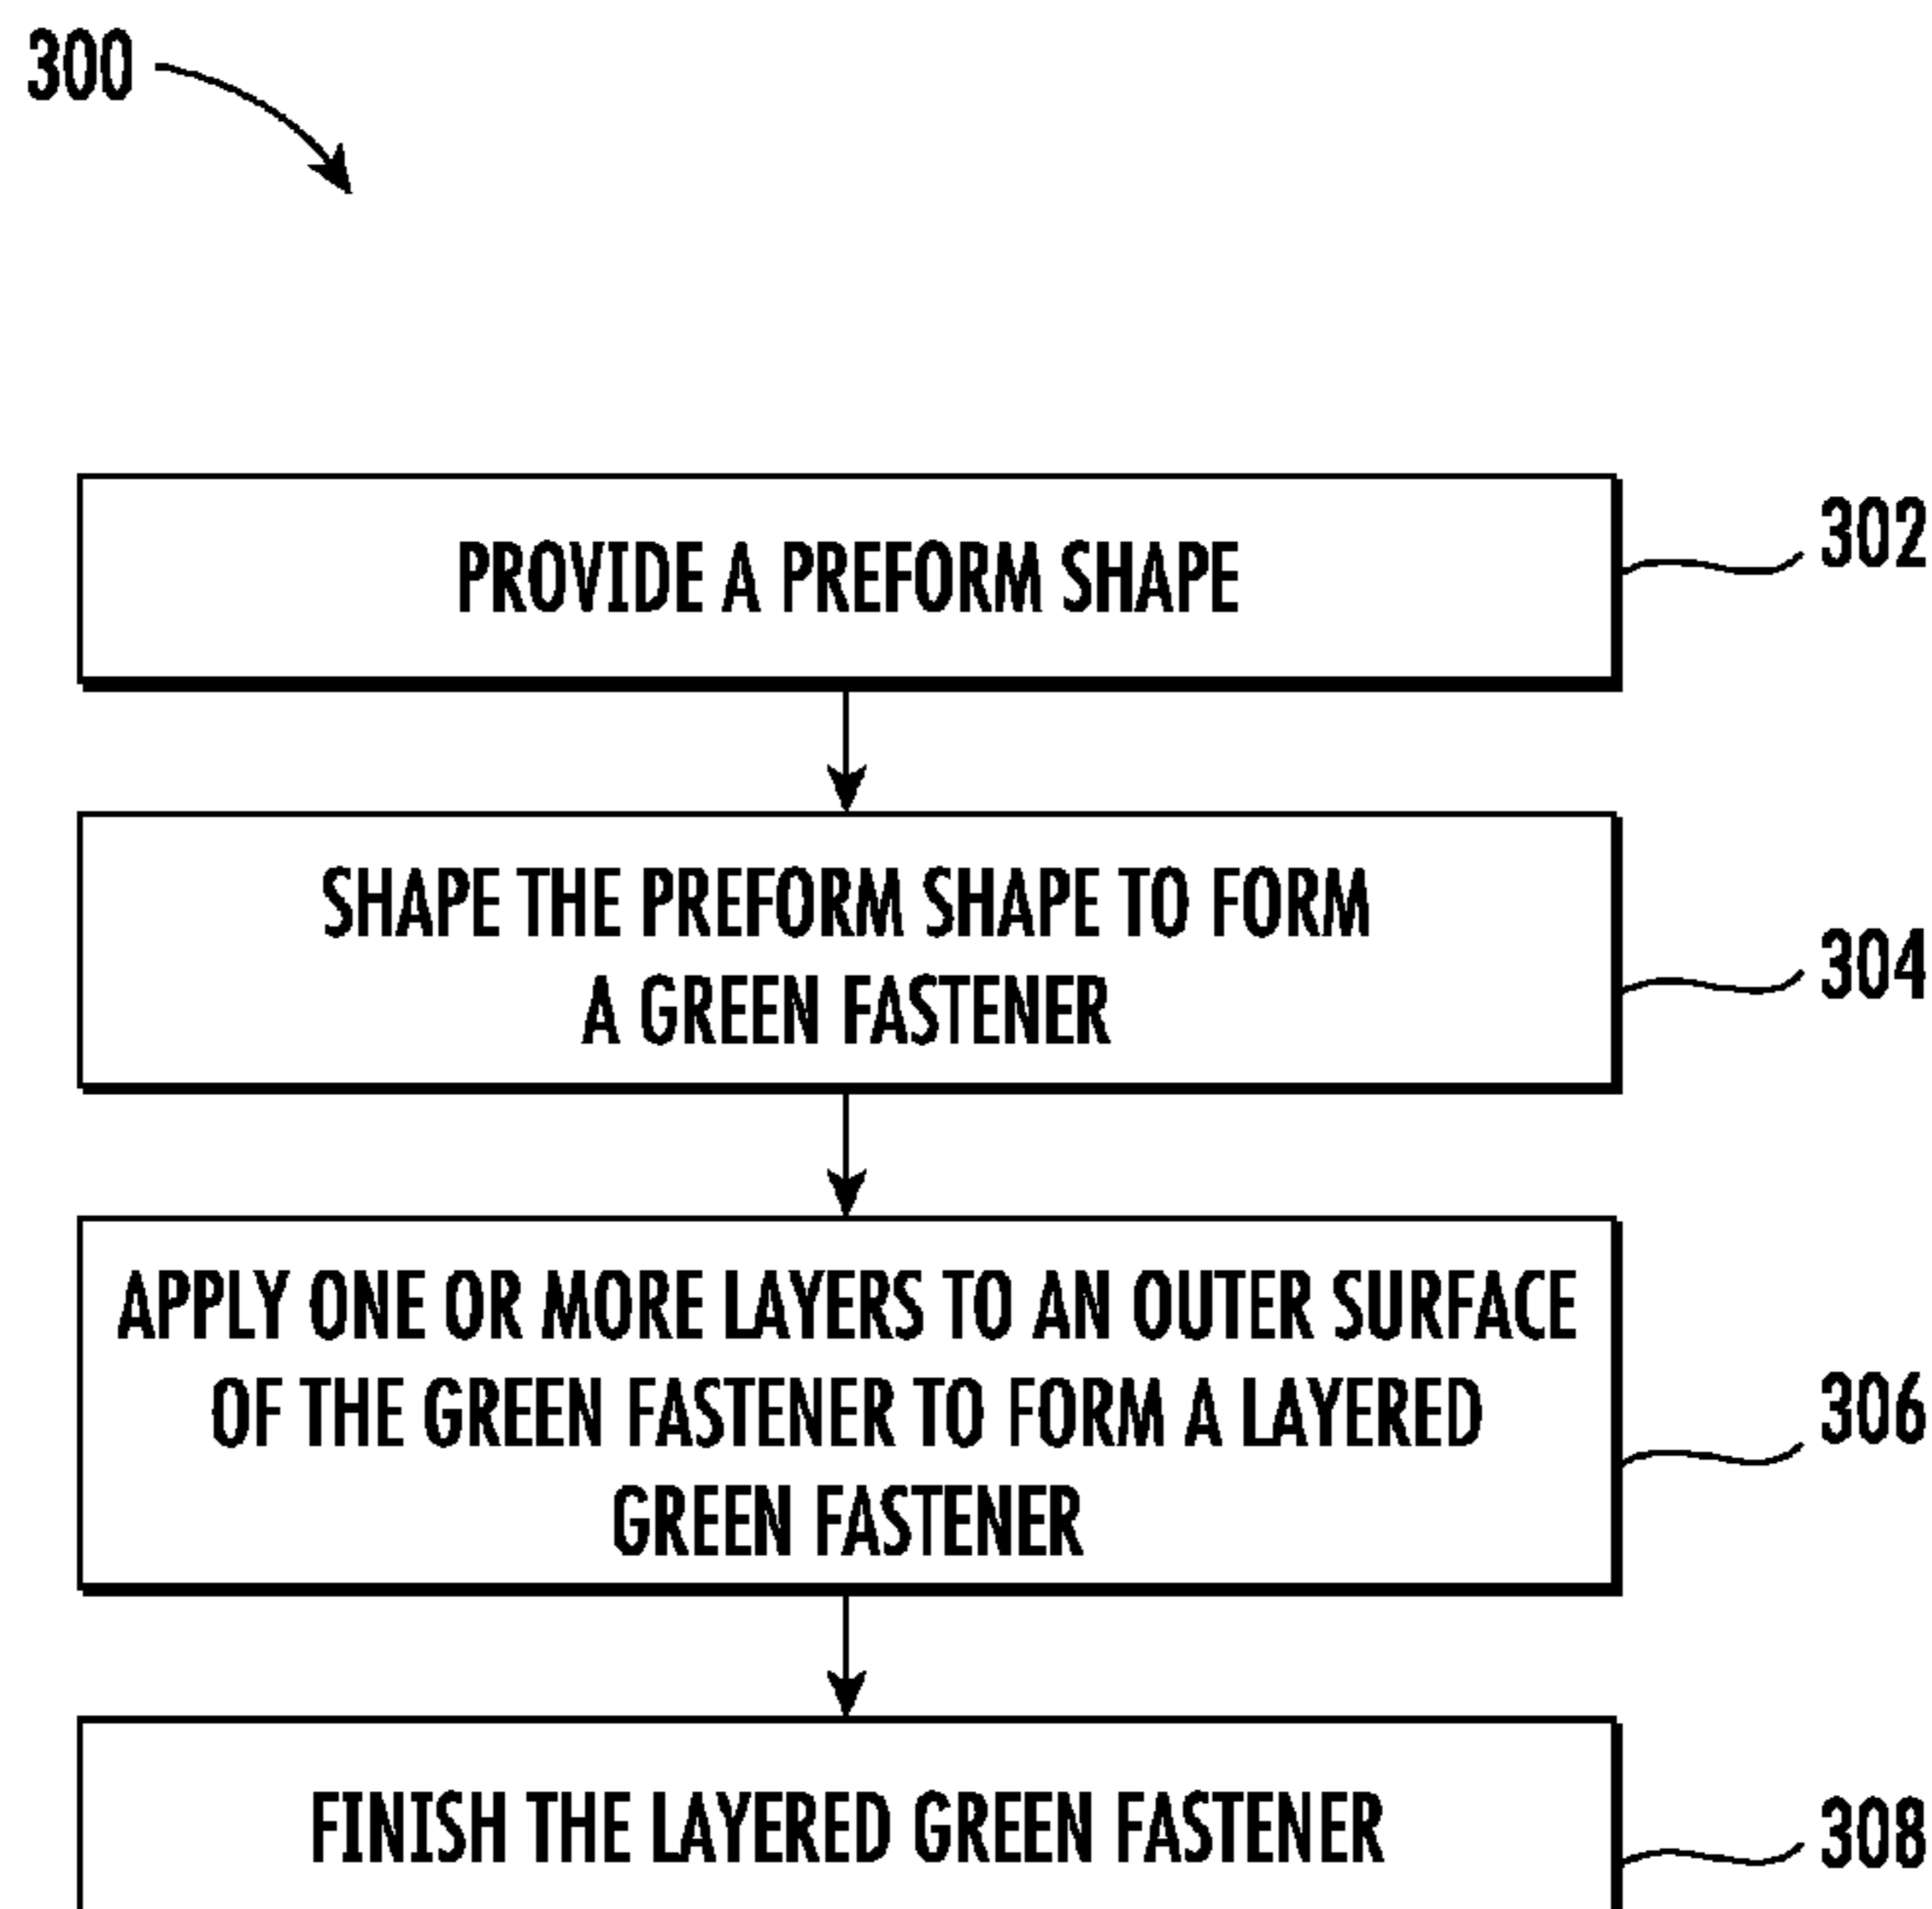 300
PROVIDE A PREFORM SHAPE
302
SHAPE THE PREFORM SHAPE TO FORM
A GREEN FASTENER
304
APPLY ONE OR MORE LAYERS TO AN OUTER SURFACE
OF THE GREEN FASTENER TO FORM A LAYERED
GREEN FASTENER
306
FINISH THE LAYERED GREEN FASTENER
308